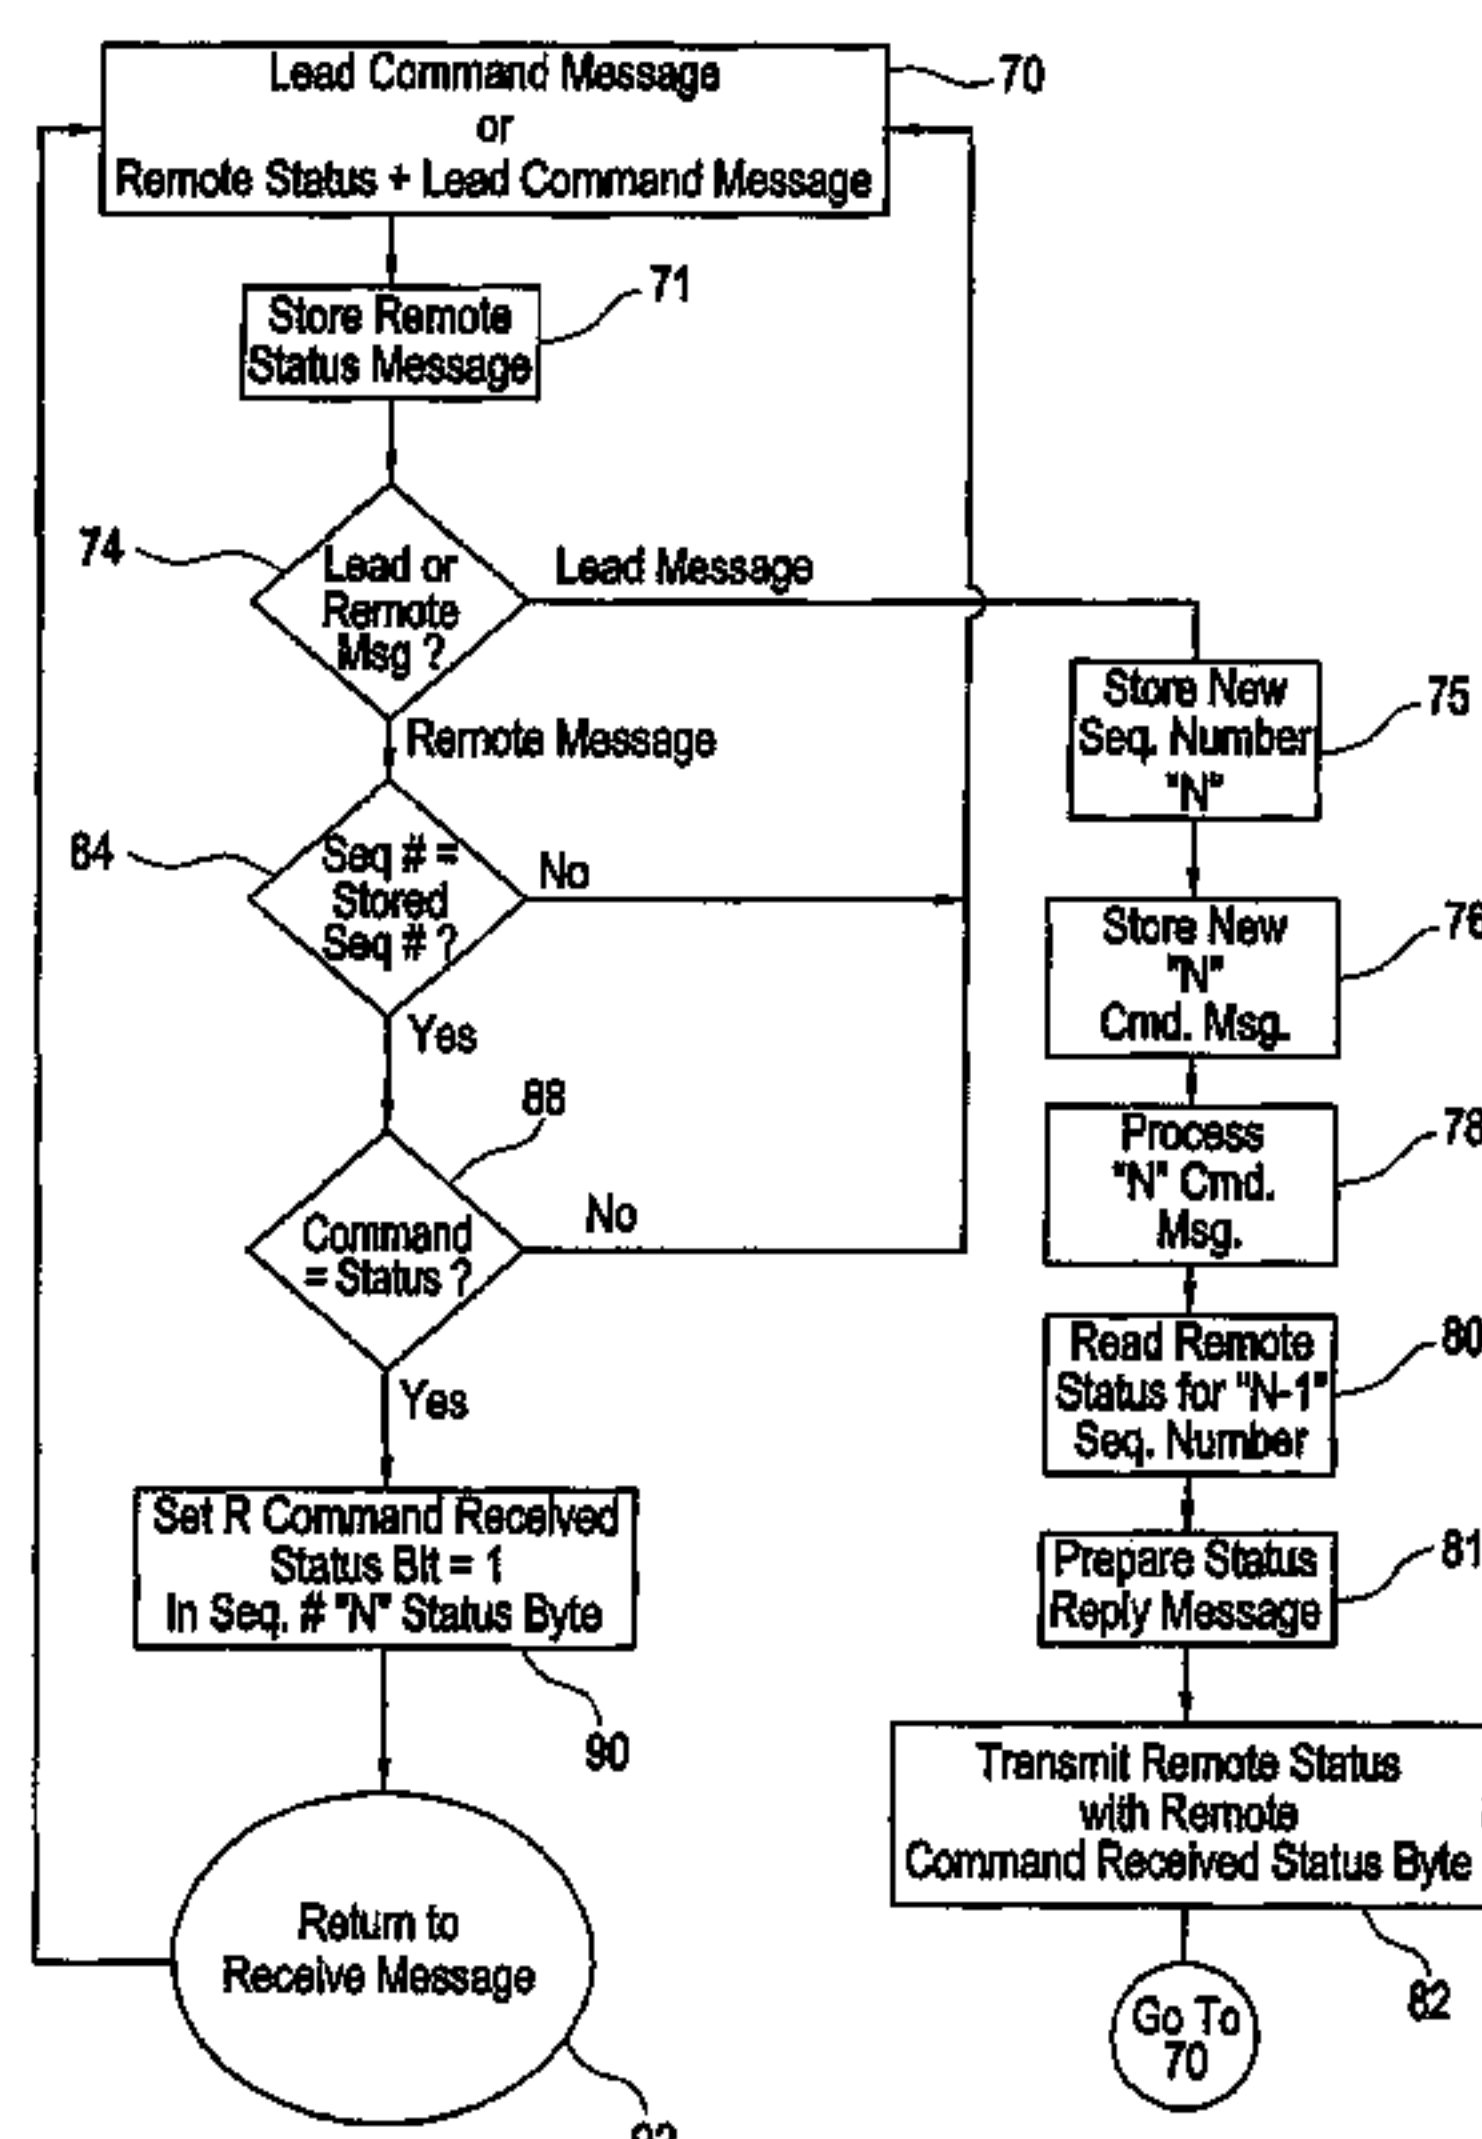 Lead Command Message
or
Remote Status + Lead Command Message
70
Store Remote
Status Message
71
74
Lead or
Remote
Msg ?
Lead Message
Remote Message
Store New
Seq. Number
"N"
75
84
Seq # =
Stored
Seq # ?
No
Yes
Store New
"N"
Cmd. Msg.
76
88
Command
= Status ?
No
Yes
Process
"N" Cmd.
Msg.
78
Read Remote
Status for "N-1"
Seq. Number
80
Set R Command Received
Status Bit = 1
In Seq. # "N" Status Byte
90
Prepare Status
Reply Message
81
Transmit Remote Status
with Remote
Command Received Status Byte
82
Return to
Receive Message
Go To
70